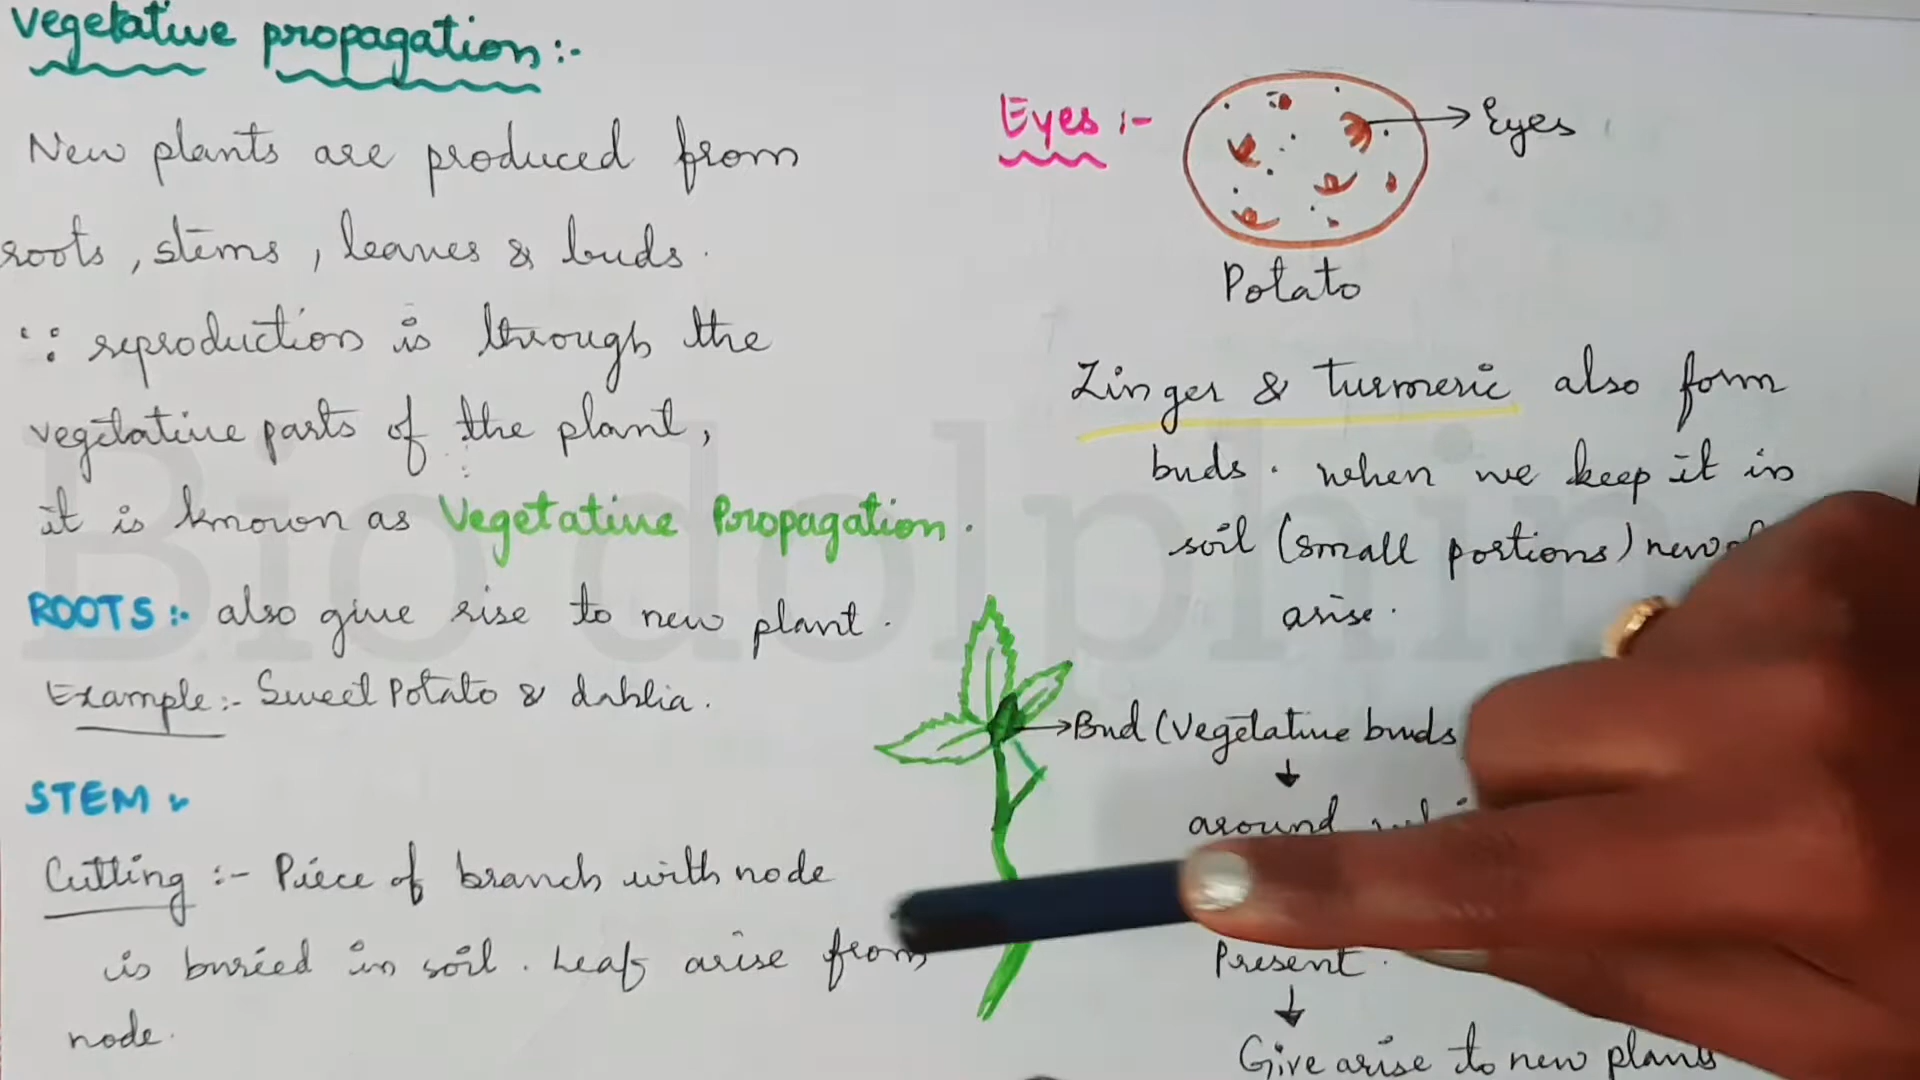 Vegetative propagation:-
New plants are produced from
roots, stems, leaves & buds.
∵ reproduction is through the
vegetative parts of the plant,
it is known as Vegetative Propagation.
ROOTS:- also give rise to new plant.
Example:- Sweet Potato & dahlia.
STEM:
Cutting :- Piece of branch with node
is buried in soil. Leaf arise from
node.
Eyes :-
Eyes
Potato
Zinger & turmeric also form
buds. when we keep it in
soil (small portions) new
arise.
Bud (Vegetative buds
around
Present.
Give arise to new plants
Bio dolphin